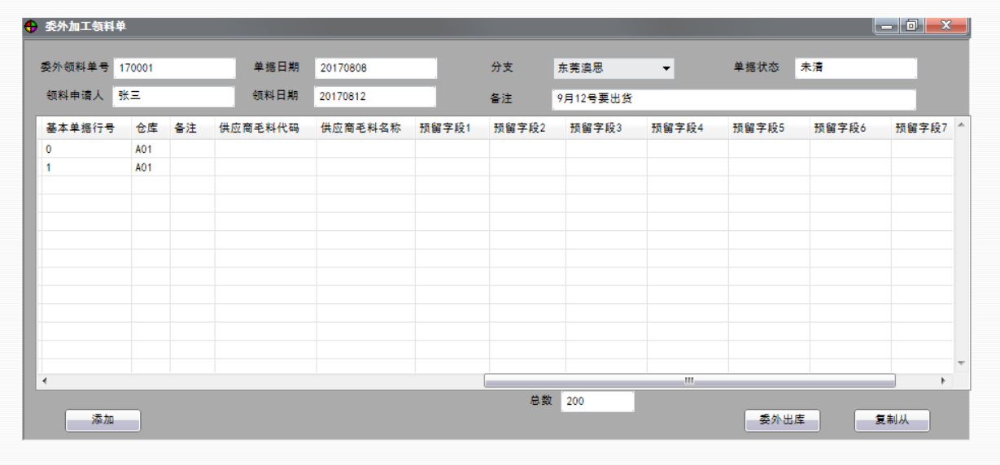 委外加工领料单
委外领料单号 170001 单据日期 20170808 分支 东莞澳思 单据状态 未清
领料申请人 张三 领料日期 20170812 备注 9月12号要出货
基本单据行号 仓库 备注 供应商毛料代码 供应商毛料名称 预留字段1 预留字段2 预留字段3 预留字段4 预留字段5 预留字段6 预留字段7
0 A01
1 A01
总数 200
添加 委外出库 复制从